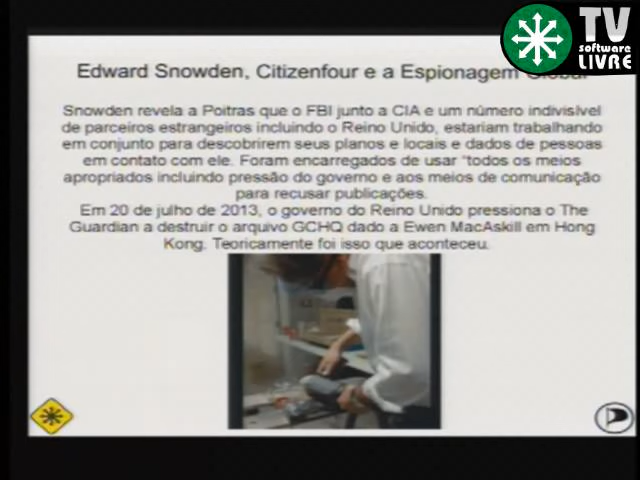 TV
software
LIVRE
Edward Snowden, Citizenfour e a Espionagem Global
Snowden revela a Poitras que o FBI junto a CIA e um número indivisível
de parceiros estrangeiros incluindo o Reino Unido, estariam trabalhando
em conjunto para descobrirem seus planos e locais e dados de pessoas
em contato com ele. Foram encarregados de usar "todos os meios
apropriados incluindo pressão do governo e aos meios de comunicação
para recusar publicações.
Em 20 de julho de 2013, o governo do Reino Unido pressiona o The
Guardian a destruir o arquivo GCHQ dado a Ewen MacAskill em Hong
Kong. Teoricamente foi isso que aconteceu.